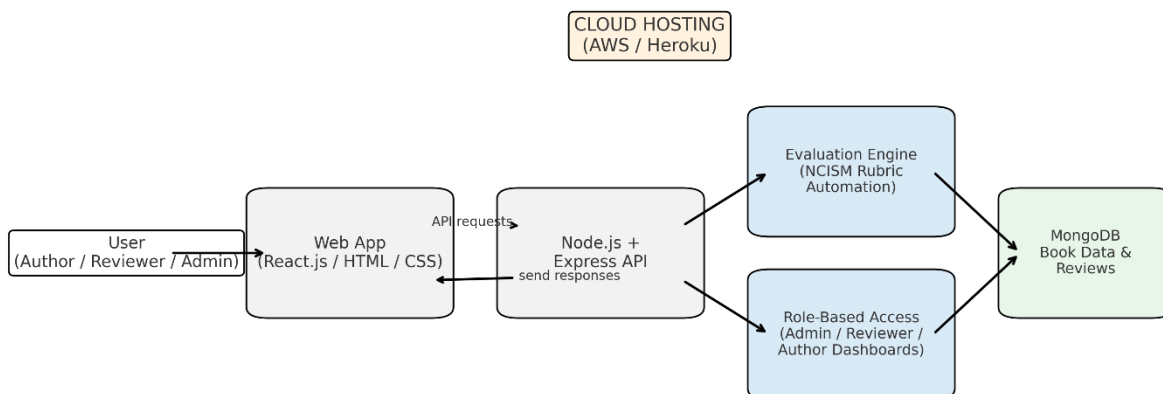 CLOUD HOSTING
(AWS / Heroku)
User
(Author / Reviewer / Admin)
Web App
(React.js / HTML / CSS)
API requests
send responses
Node.js +
Express API
Evaluation Engine
(NCISM Rubric
Automation)
Role-Based Access
(Admin / Reviewer /
Author Dashboards)
MongoDB
Book Data &
Reviews